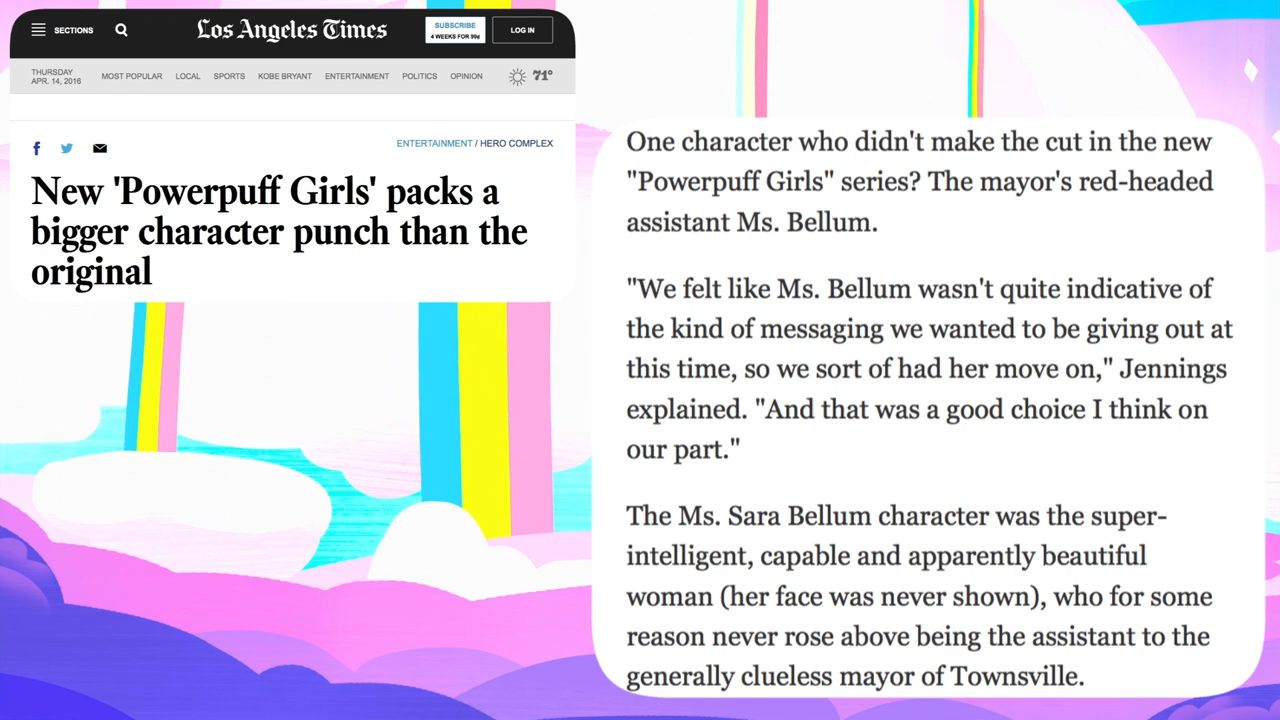 SECTIONS
Los Angeles Times
SUBSCRIBE
4 WEEKS FOR 99¢
LOG IN
THURSDAY
APR. 14, 2016
MOST POPULAR LOCAL SPORTS KOBE BRYANT ENTERTAINMENT POLITICS OPINION 71°
ENTERTAINMENT / HERO COMPLEX
New 'Powerpuff Girls' packs a
bigger character punch than the
original
One character who didn't make the cut in the new
"Powerpuff Girls" series? The mayor's red-headed
assistant Ms. Bellum.
"We felt like Ms. Bellum wasn't quite indicative of
the kind of messaging we wanted to be giving out at
this time, so we sort of had her move on," Jennings
explained. "And that was a good choice I think on
our part."
The Ms. Sara Bellum character was the super-
intelligent, capable and apparently beautiful
woman (her face was never shown), who for some
reason never rose above being the assistant to the
generally clueless mayor of Townsville.